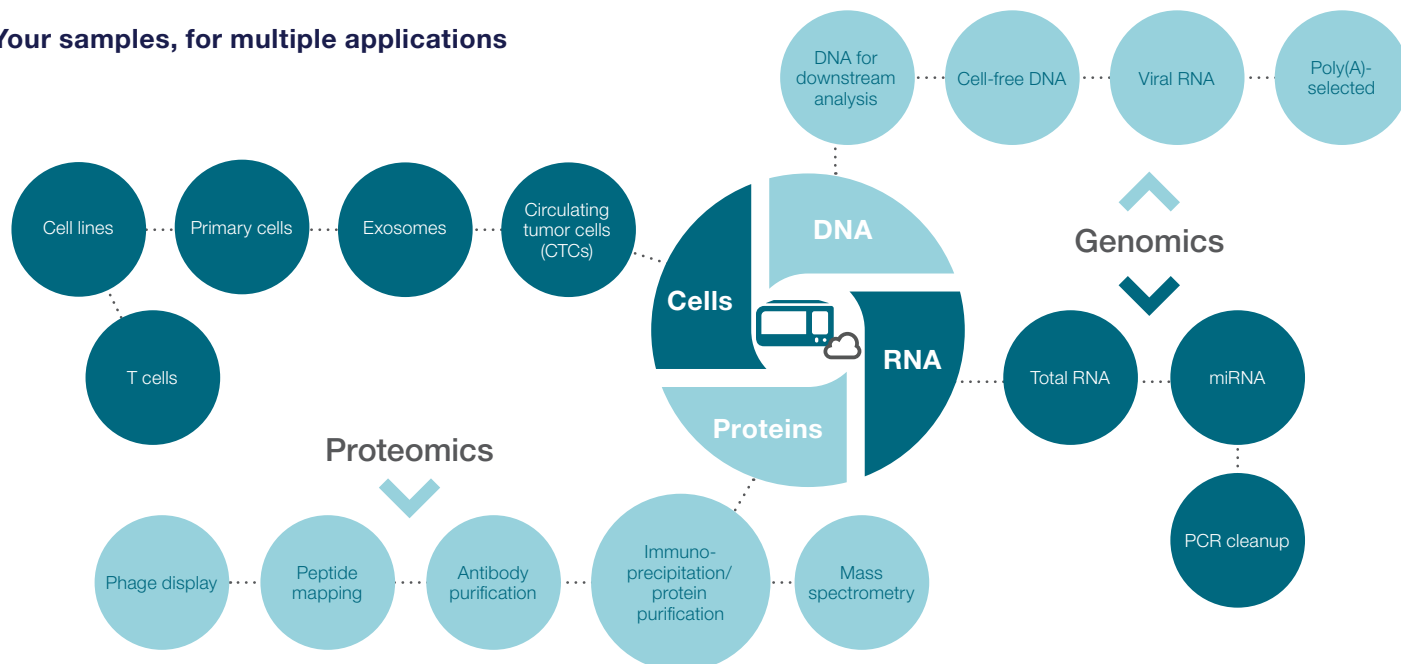 Your samples, for multiple applications
DNA for
downstream
analysis
Cell-free DNA
Viral RNA
Poly(A)-
selected
Cell lines
Primary cells
Exosomes
Circulating
tumor cells
(CTCs)
T cells
DNA
Cells
RNA
Proteins
Genomics
Total RNA
miRNA
PCR cleanup
Proteomics
Phage display
Peptide
mapping
Antibody
purification
Immuno-
precipitation/
protein
purification
Mass
spectrometry